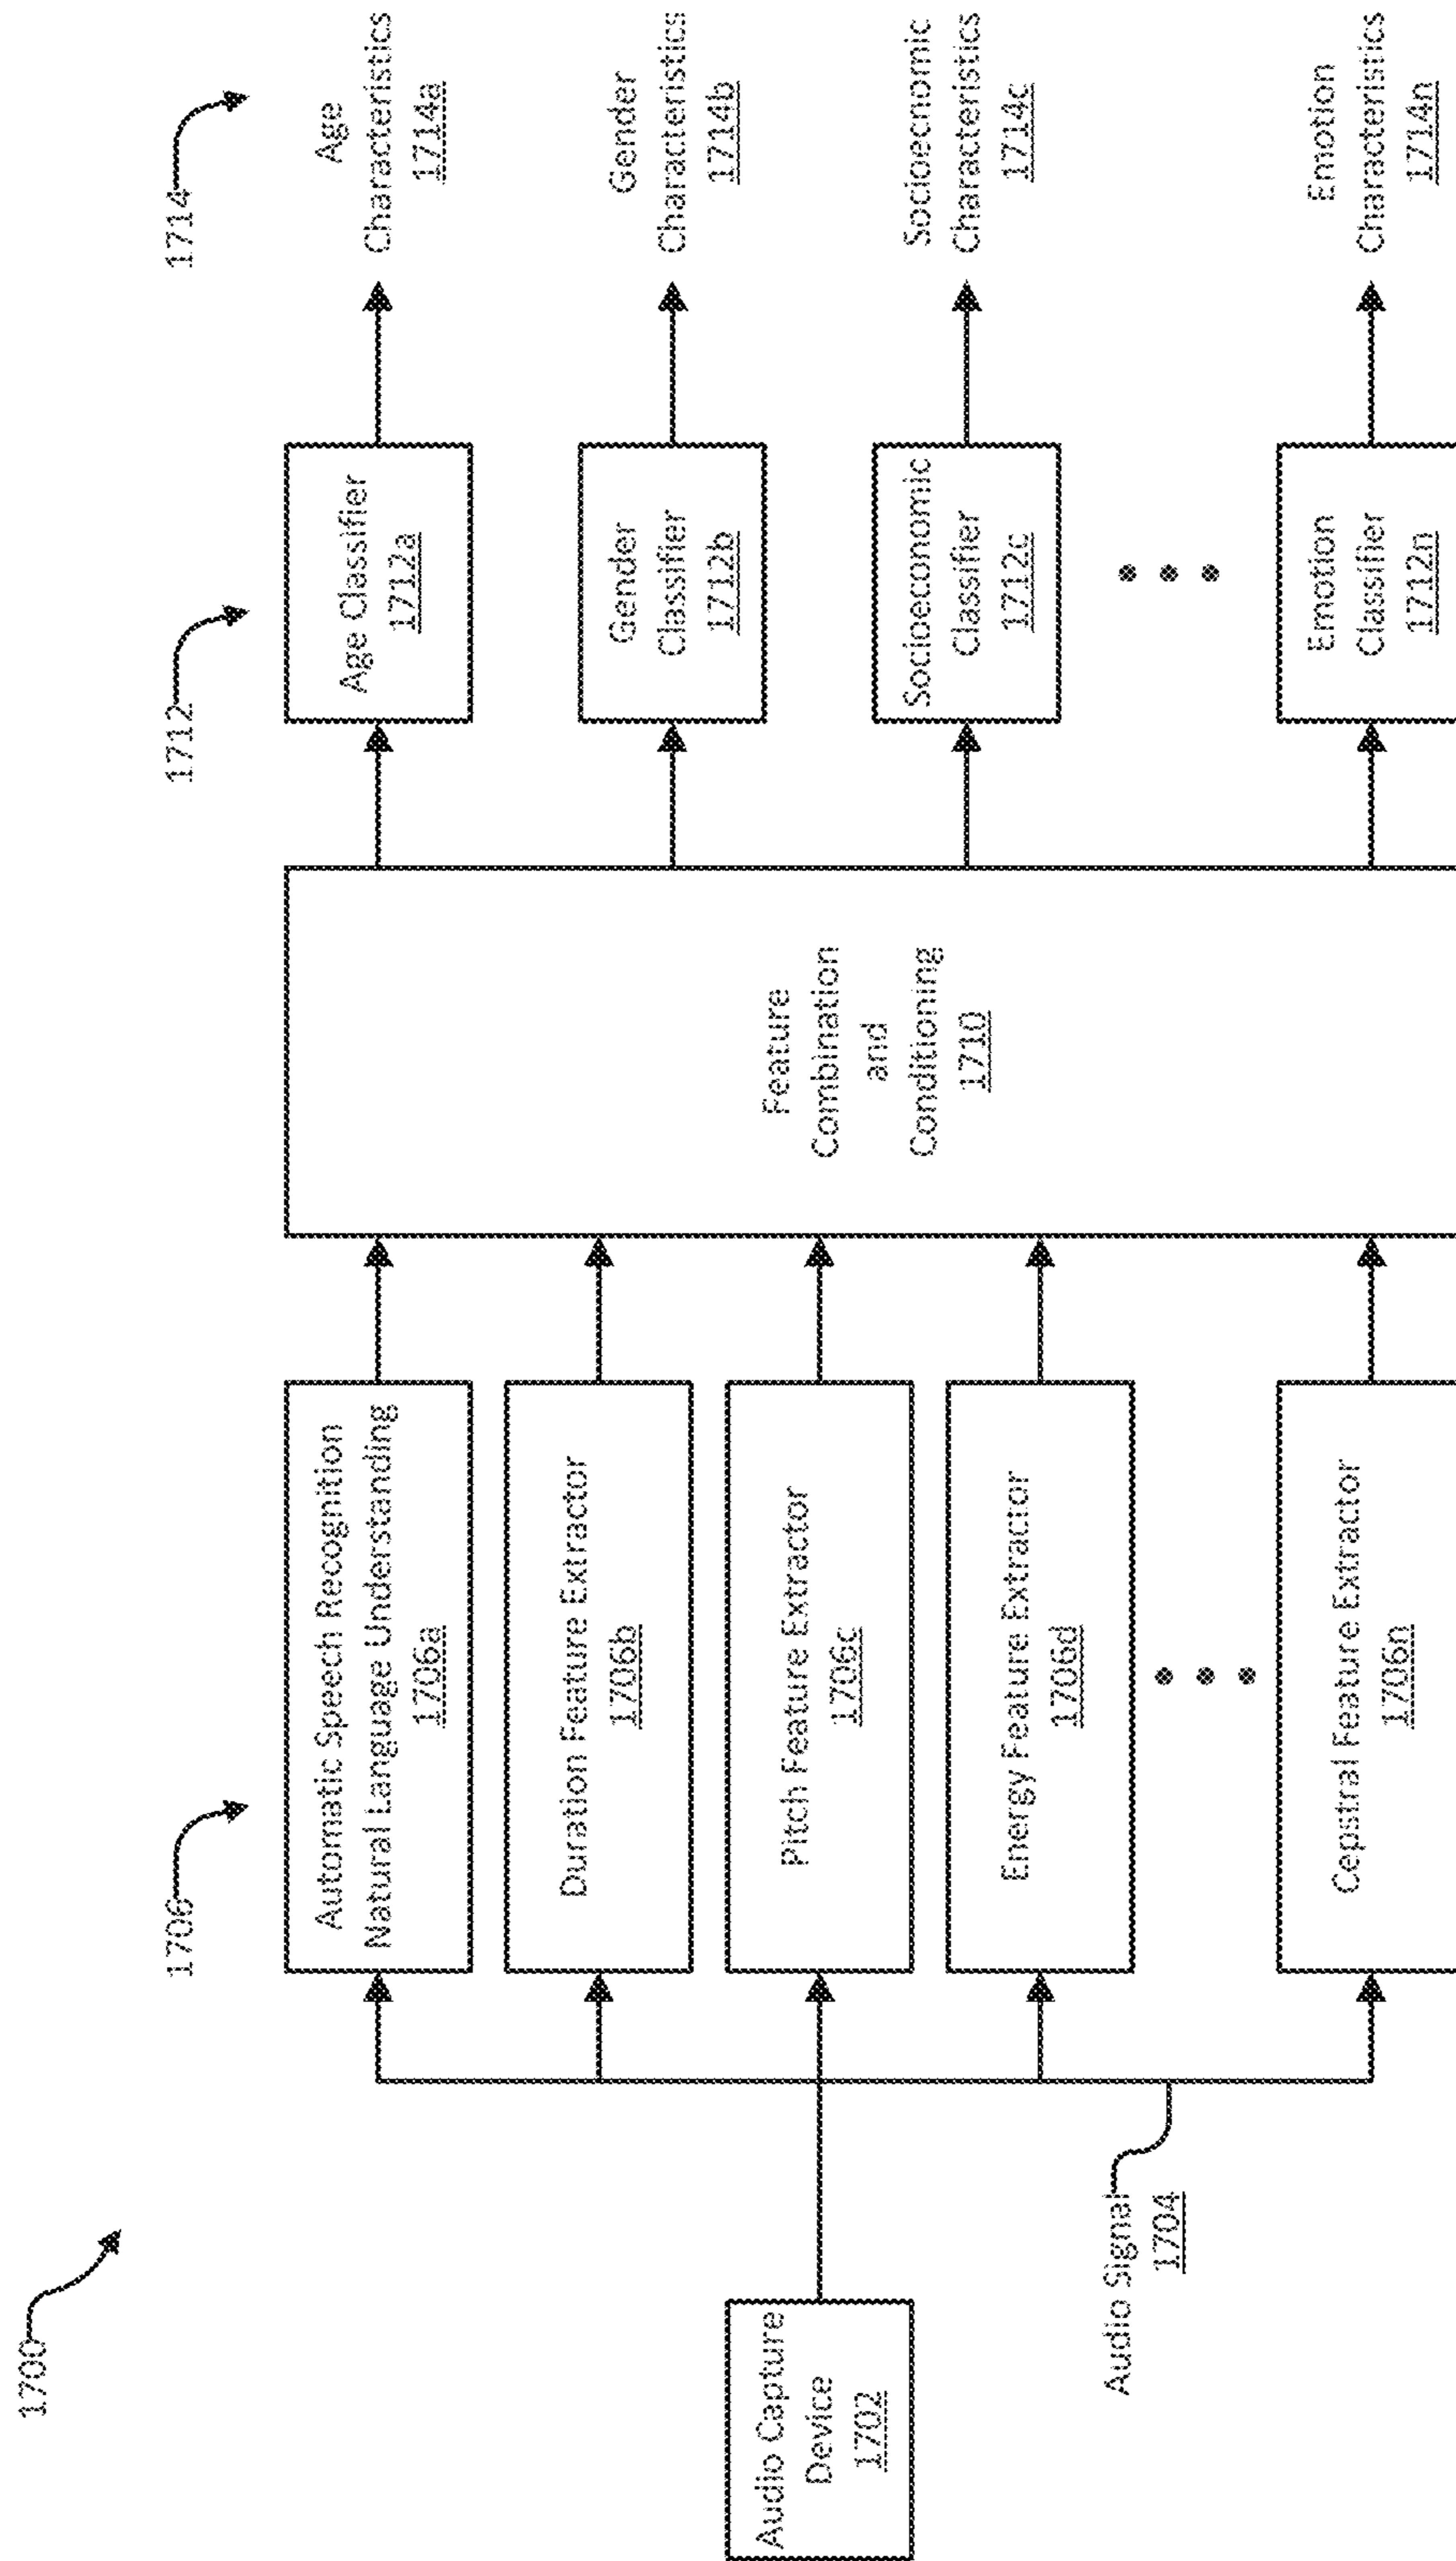 1700
Audio Capture
Device
1702
Audio Signal
1704
1706
Automatic Speech Recognition
Natural Language Understanding
1706a
Duration Feature Extractor
1706b
Pitch Feature Extractor
1706c
Energy Feature Extractor
1706d
Cepstral Feature Extractor
1706n
Feature
Combination
and
Conditioning
1710
1712
Age Classifier
1712a
Gender
Classifier
1712b
Socioeconomic
Classifier
1712c
Emotion
Classifier
1712n
1714
Age
Characteristics
1714a
Gender
Characteristics
1714b
Socioecnomic
Characteristics
1714c
Emotion
Characteristics
1714n